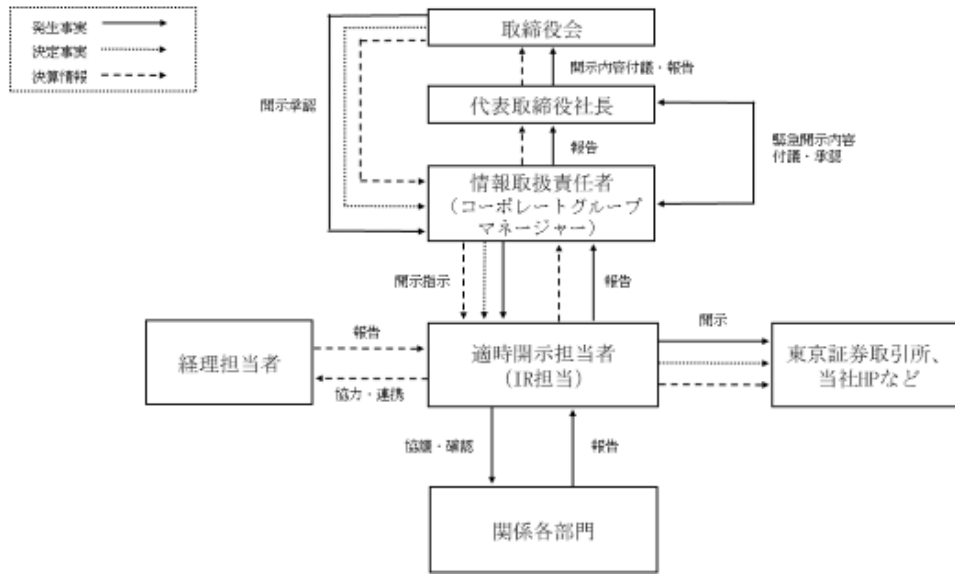 発生事実
決定事実
決算情報
取締役会
開示内容付議・報告
開示承認
代表取締役社長
報告
緊急開示内容
付議・承認
情報取扱責任者
（コーポレートグループ
マネージャー）
開示指示
報告
開示
経理担当者
報告
協力・連携
適時開示担当者
（IR担当）
東京証券取引所、
当社HPなど
協議・確認
報告
関係各部門